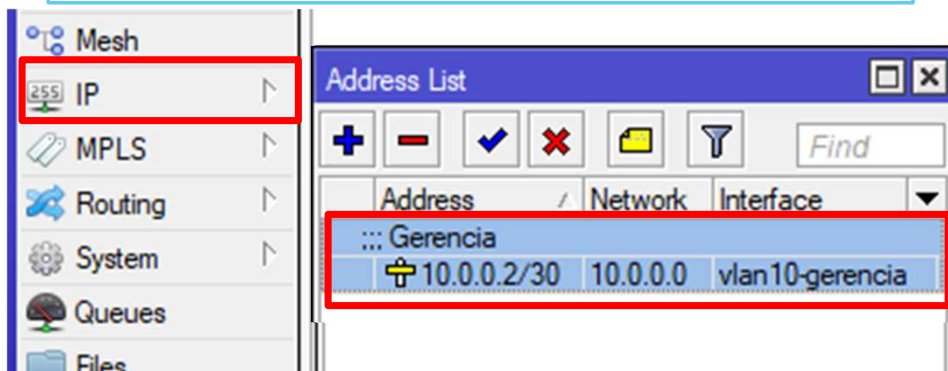 Mesh
255 IP
MPLS
Routing
System
Queues
Files
Address List
Find
Address Network Interface
;;; Gerencia
10.0.0.2/30 10.0.0.0 vlan10-gerencia